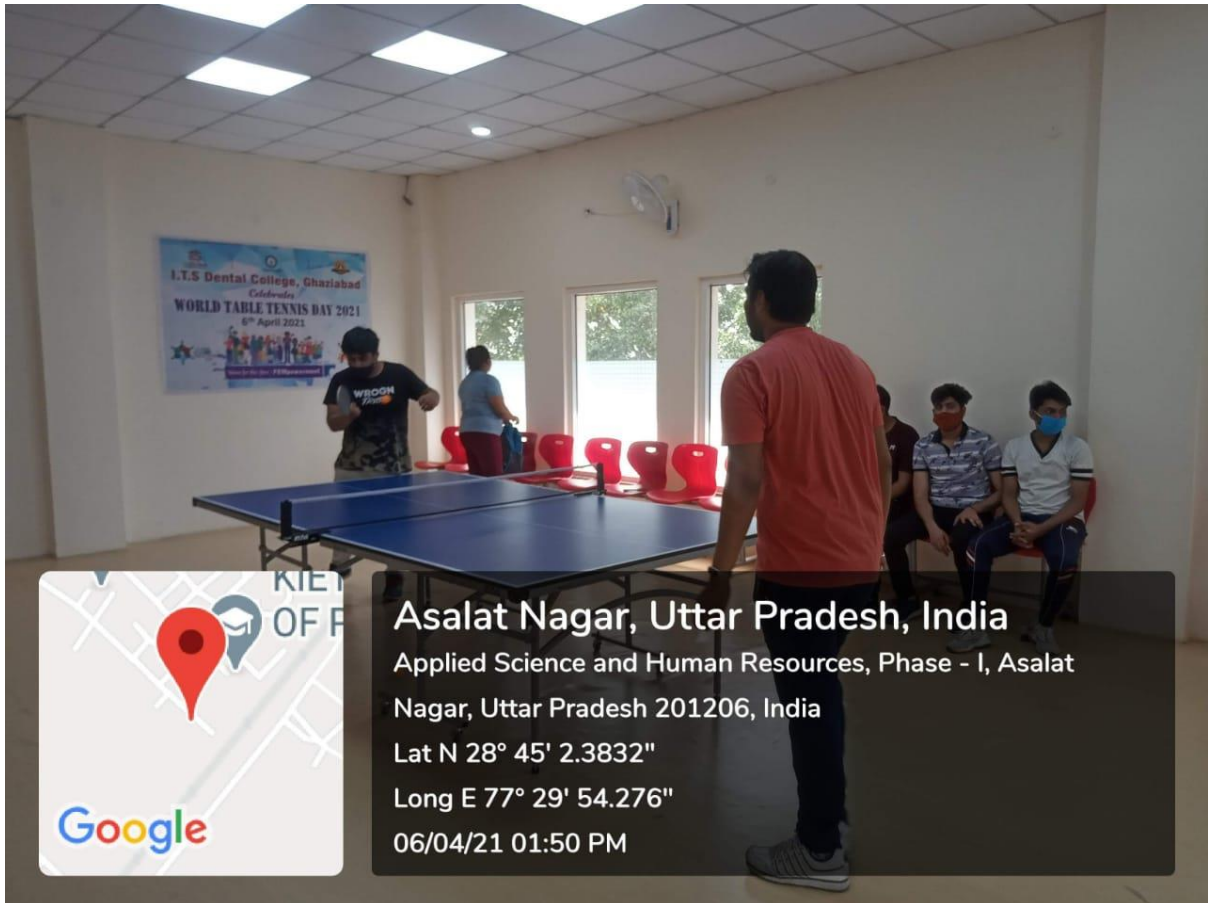 I.T.S Dental College, Ghaziabad
Celebrates
WORLD TABLE TENNIS DAY 2021
6th April 2021
WROGN
KIET
OF P
Google
Asalat Nagar, Uttar Pradesh, India
Applied Science and Human Resources, Phase - I, Asalat
Nagar, Uttar Pradesh 201206, India
Lat N 28° 45' 2.3832"
Long E 77° 29' 54.276"
06/04/21 01:50 PM